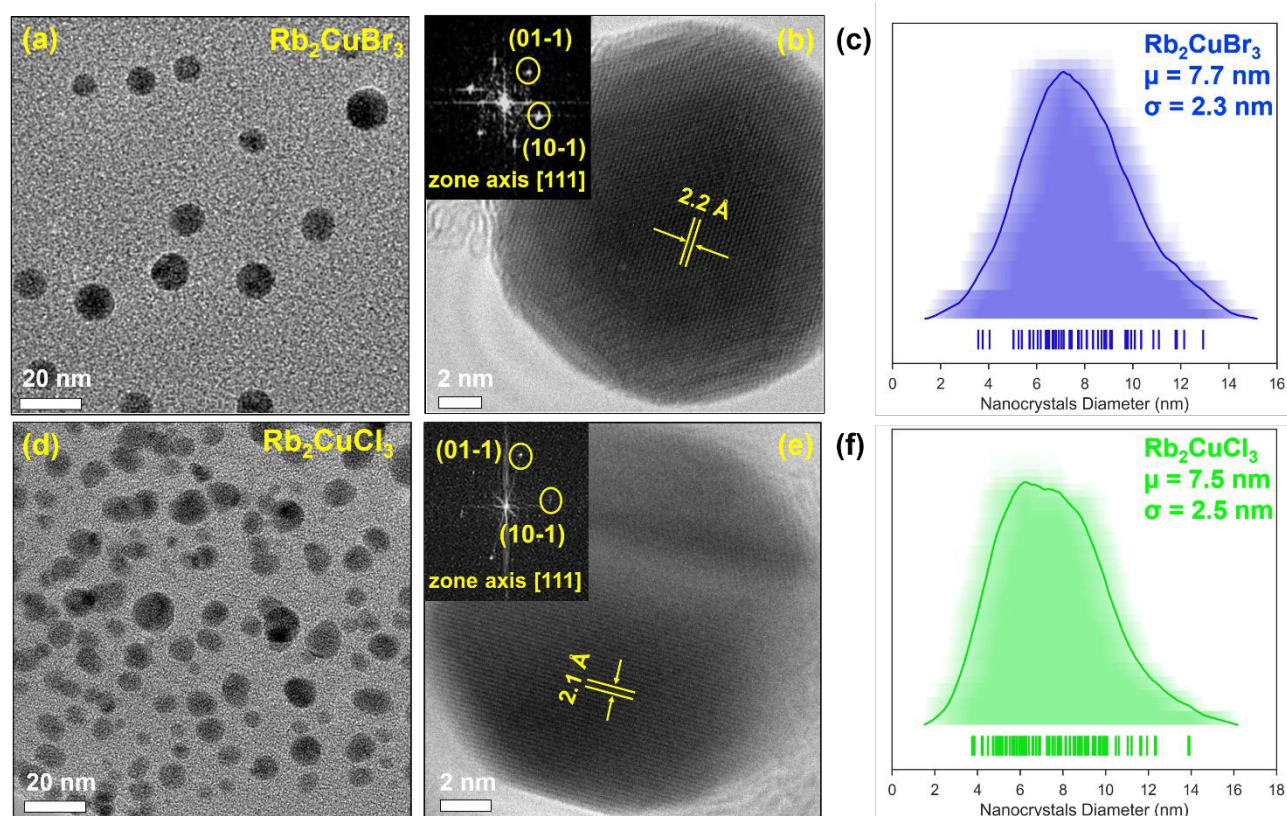 (a)
Rb₂CuBr₃
20 nm
(b)
(01-1)
(10-1)
zone axis [111]
2.2 Å
2 nm
(c)
Rb₂CuBr₃
μ = 7.7 nm
σ = 2.3 nm
0 2 4 6 8 10 12 14 16
Nanocrystals Diameter (nm)
(d)
Rb₂CuCl₃
20 nm
(e)
(01-1)
(10-1)
zone axis [111]
2.1 Å
2 nm
(f)
Rb₂CuCl₃
μ = 7.5 nm
σ = 2.5 nm
0 2 4 6 8 10 12 14 16 18
Nanocrystals Diameter (nm)